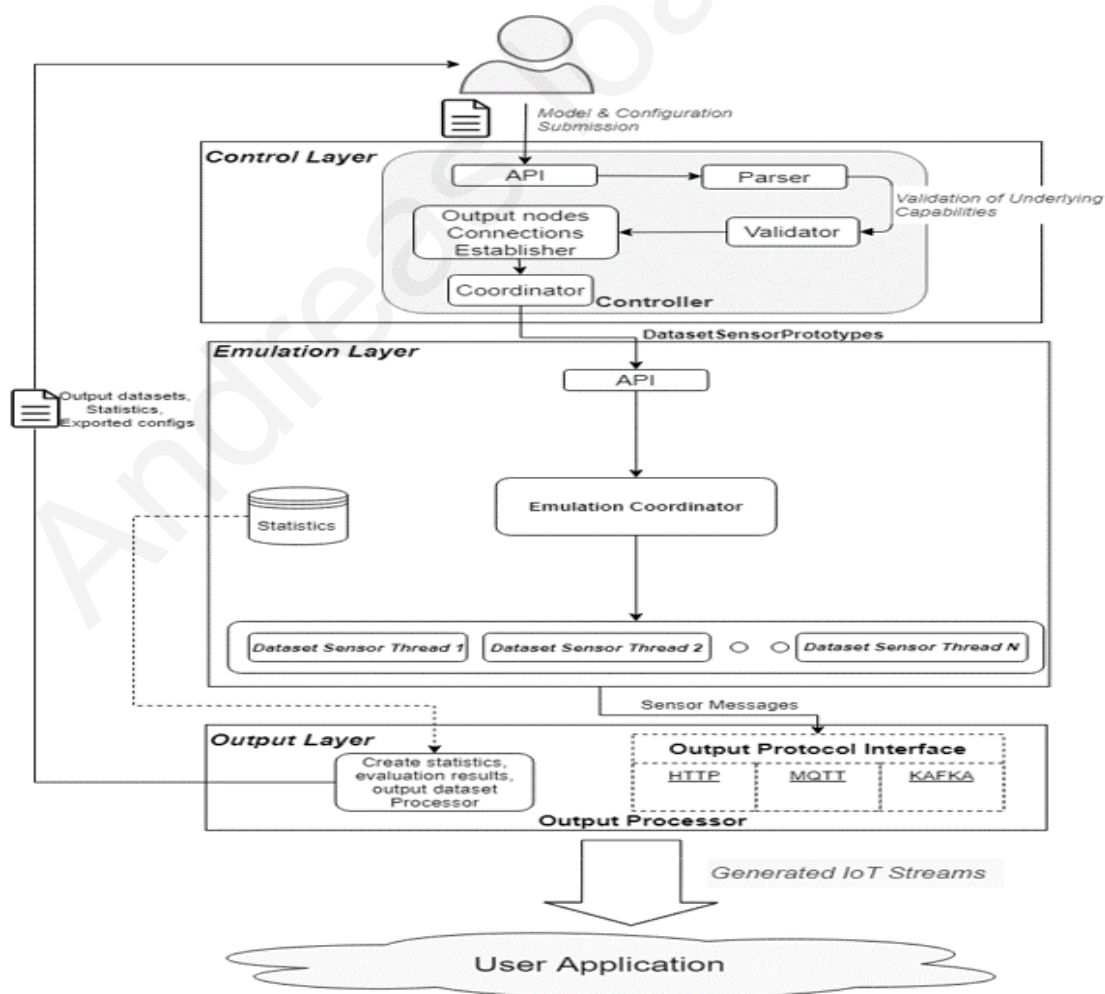 Model & Configuration
Submission
Control Layer
API
Parser
Validation of Underlying
Capabilities
Output nodes
Connections
Establisher
Validator
Coordinator
Controller
DatasetSensorPrototypes
Emulation Layer
API
Output datasets,
Statistics,
Exported configs
Emulation Coordinator
Statistics
Dataset Sensor Thread 1
Dataset Sensor Thread 2
Dataset Sensor Thread N
Sensor Messages
Output Layer
Create statistics,
evaluation results,
output dataset
Processor
Output Protocol Interface
HTTP
MQTT
KAFKA
Output Processor
Generated IoT Streams
User Application
Andreas